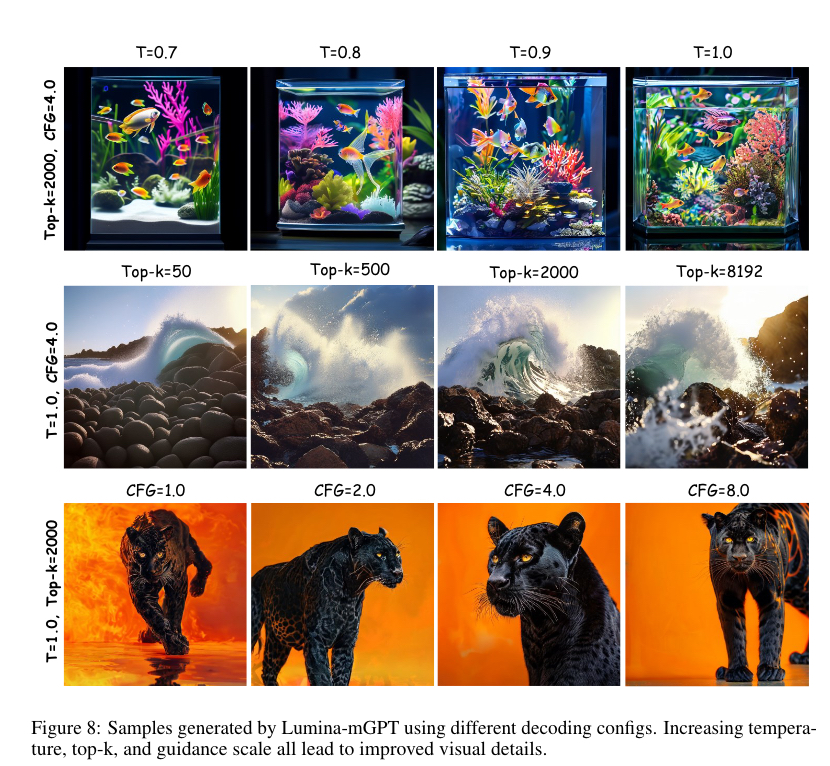 T=0.7 T=0.8 T=0.9 T=1.0
Top-k=2000, CFG=4.0
Top-k=50 Top-k=500 Top-k=2000 Top-k=8192
T=1.0, CFG=4.0
CFG=1.0 CFG=2.0 CFG=4.0 CFG=8.0
T=1.0, Top-k=2000
Figure 8: Samples generated by Lumina-mGPT using different decoding configs. Increasing tempera-
ture, top-k, and guidance scale all lead to improved visual details.